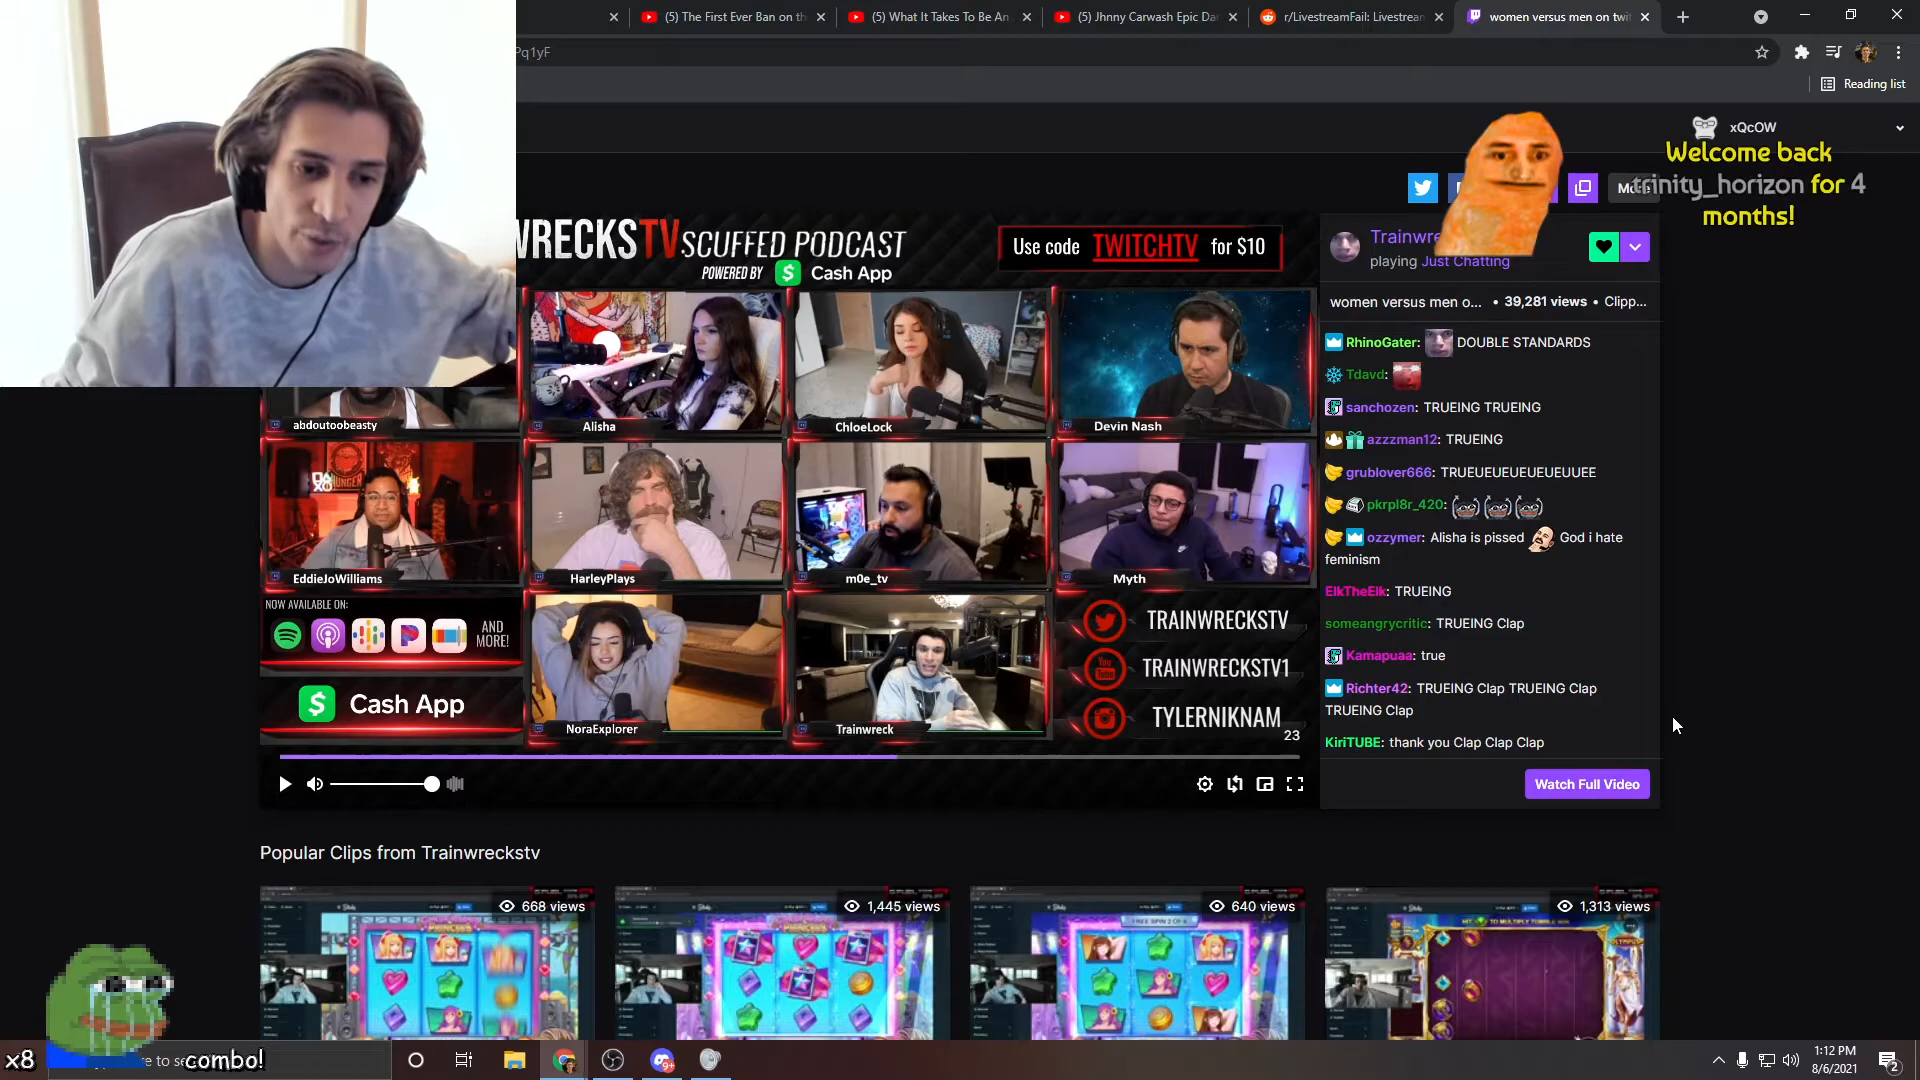 (5) The First Ever Ban on th
(5) What It Takes To Be An
(5) Jhnny Carwash Epic Da
r/LivestreamFail: Livestream
women versus men on twi
Pq1yF
Reading list
xQcOW
Welcome back
trinity_horizon for 4
months!
WRECKSTV SCUFFED PODCAST
POWERED BY $ Cash App
Use code TWITCHTV for $10
Trainwre
playing Just Chatting
women versus men o... • 39,281 views • Clipp...
RhinoGater: DOUBLE STANDARDS
Tdavd:
sanchozen: TRUEING TRUEING
azzzman12: TRUEING
grublover666: TRUEUEUEUEUEUEUUEE
pkrpl8r_420:
ozzymer: Alisha is pissed God i hate
feminism
ElkTheElk: TRUEING
someangrycritic: TRUEING Clap
Kamapuaa: true
Richter42: TRUEING Clap TRUEING Clap
TRUEING Clap
KiriTUBE: thank you Clap Clap Clap
Watch Full Video
abdoutoobeasty
Alisha
ChloeLock
Devin Nash
EddieJoWilliams
HarleyPlays
m0e_tv
Myth
NOW AVAILABLE ON:
AND
MORE!
$ Cash App
NoraExplorer
Trainwreck
TRAINWRECKSTV
You
Tube
TRAINWRECKSTV1
TYLERNIKNAM
23
Popular Clips from Trainwreckstv
668 views
1,445 views
640 views
1,313 views
x8
combo!
9+
1:12 PM
8/6/2021
2